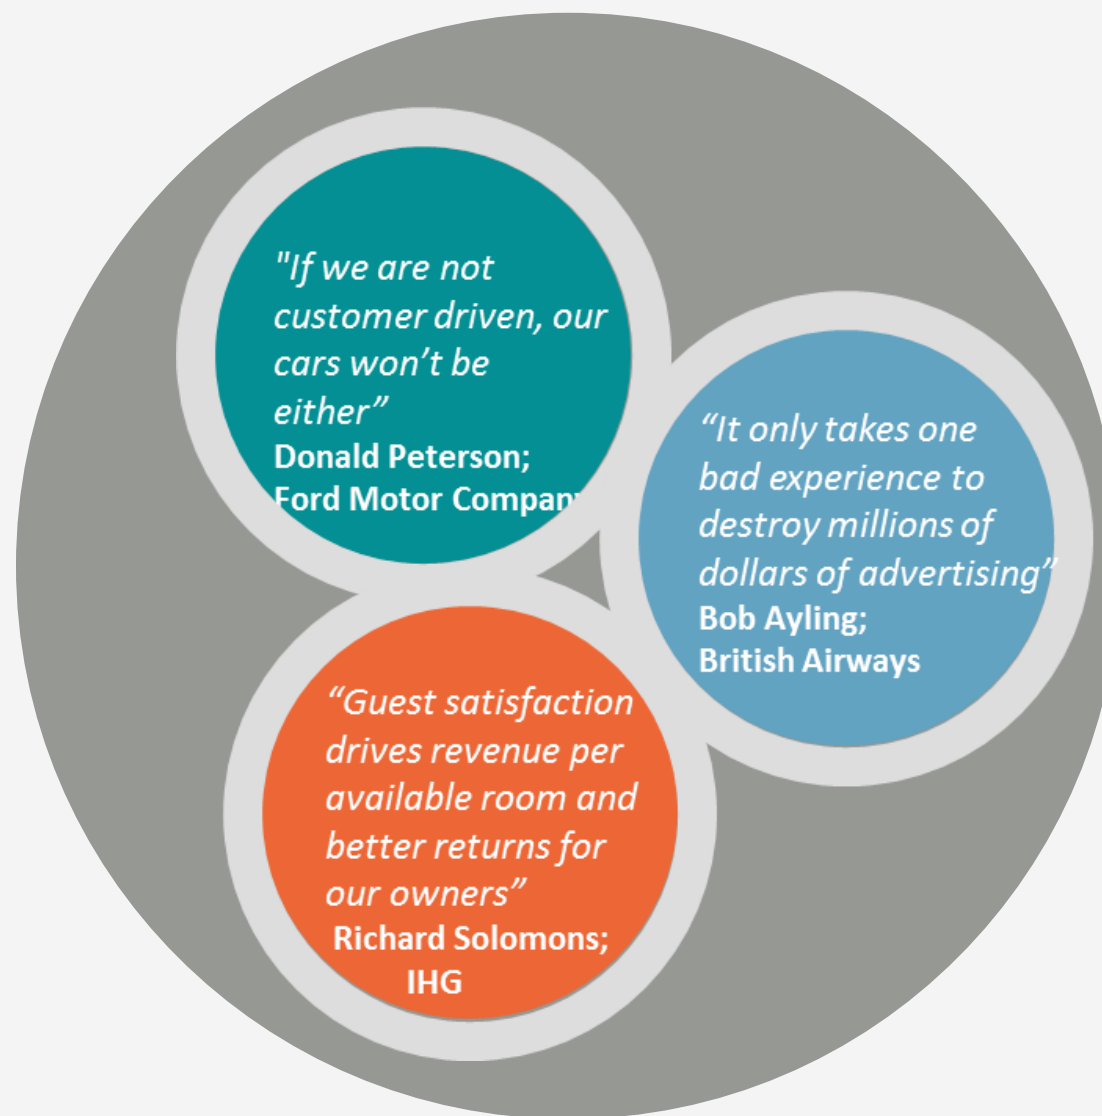 "If we are not
customer driven, our
cars won’t be
either”
Donald Peterson;
Ford Motor Company
“It only takes one
bad experience to
destroy millions of
dollars of advertising”
Bob Ayling;
British Airways
“Guest satisfaction
drives revenue per
available room and
better returns for
our owners”
Richard Solomons;
IHG